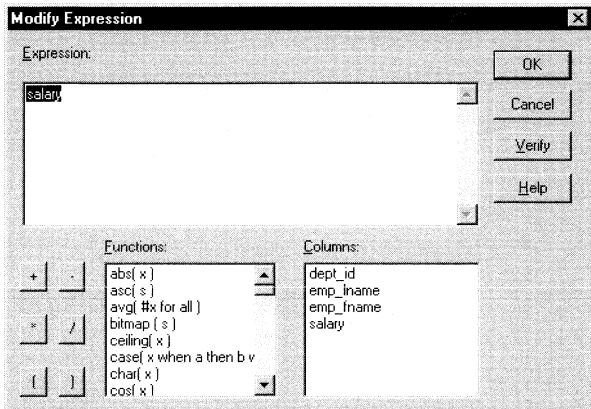 Modify Expression
Expression:
salary
OK
Cancel
Verify
Help
Functions:
Columns:
+ -
* /
( )
abs( x )
asc( s )
avg( #x for all )
bitmap ( s )
ceiling( x )
case( x when a then b v
char( x )
cos( x )
dept_id
emp_lname
emp_fname
salary